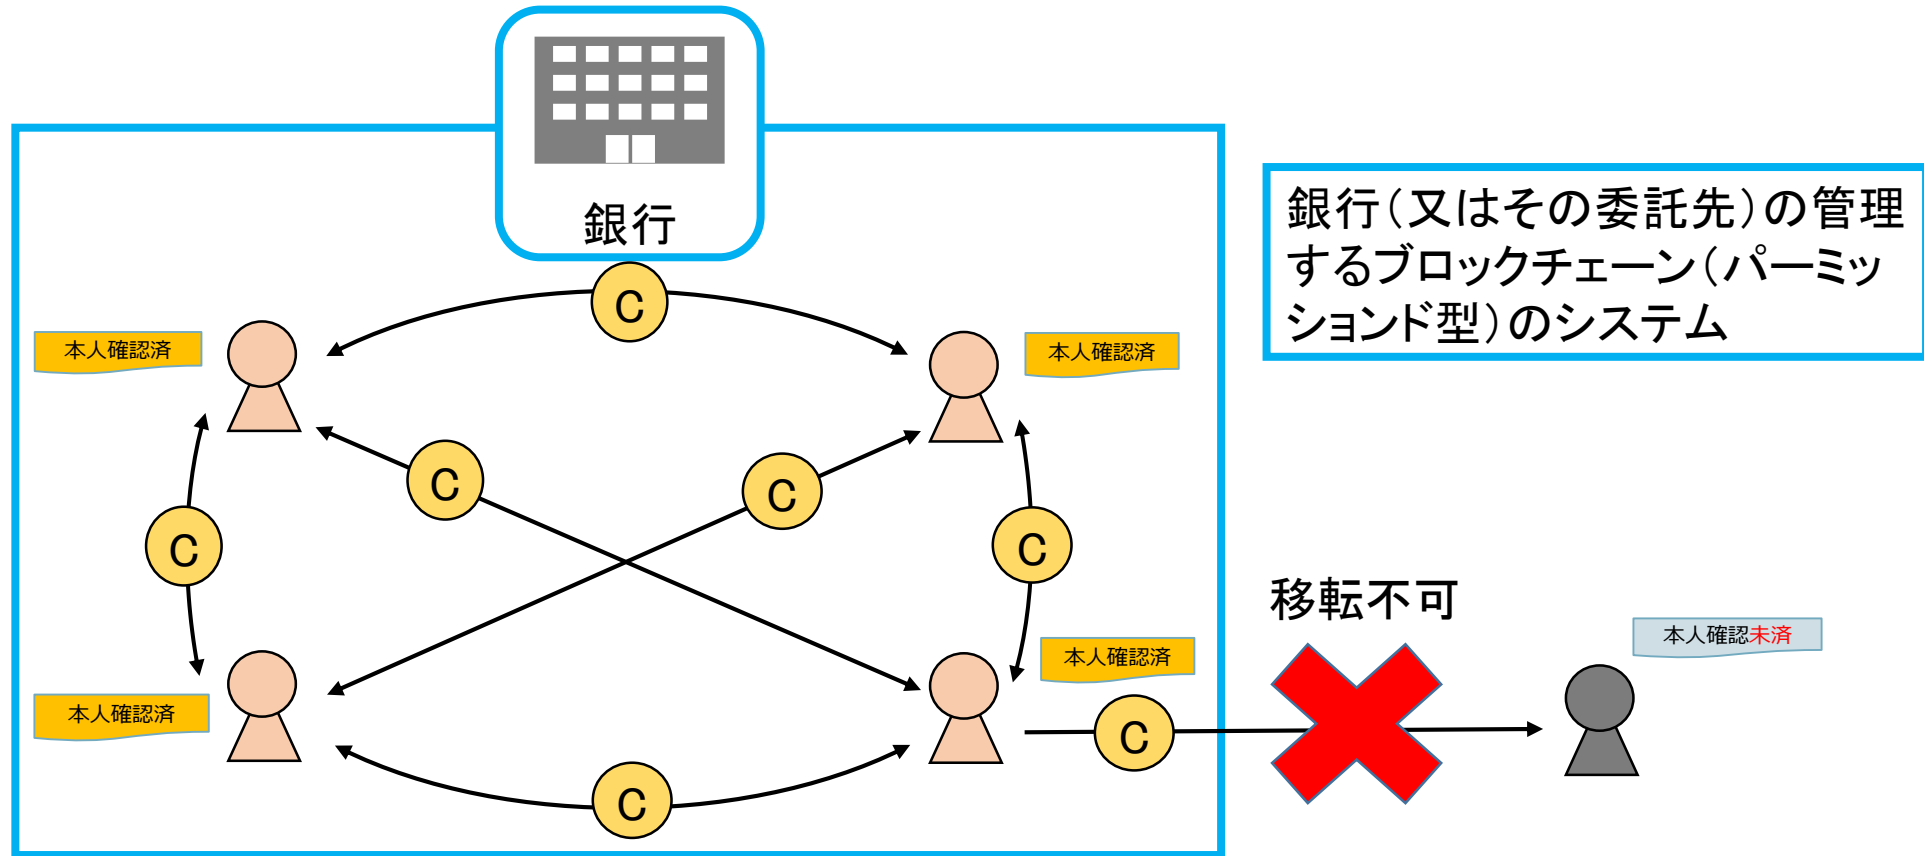 銀行
銀行(又はその委託先)の管理
するブロックチェーン(パーミッ
ションド型)のシステム
C
本人確認済
本人確認済
C
C
C
C
移転不可
本人確認未済
本人確認済
本人確認済
C
C